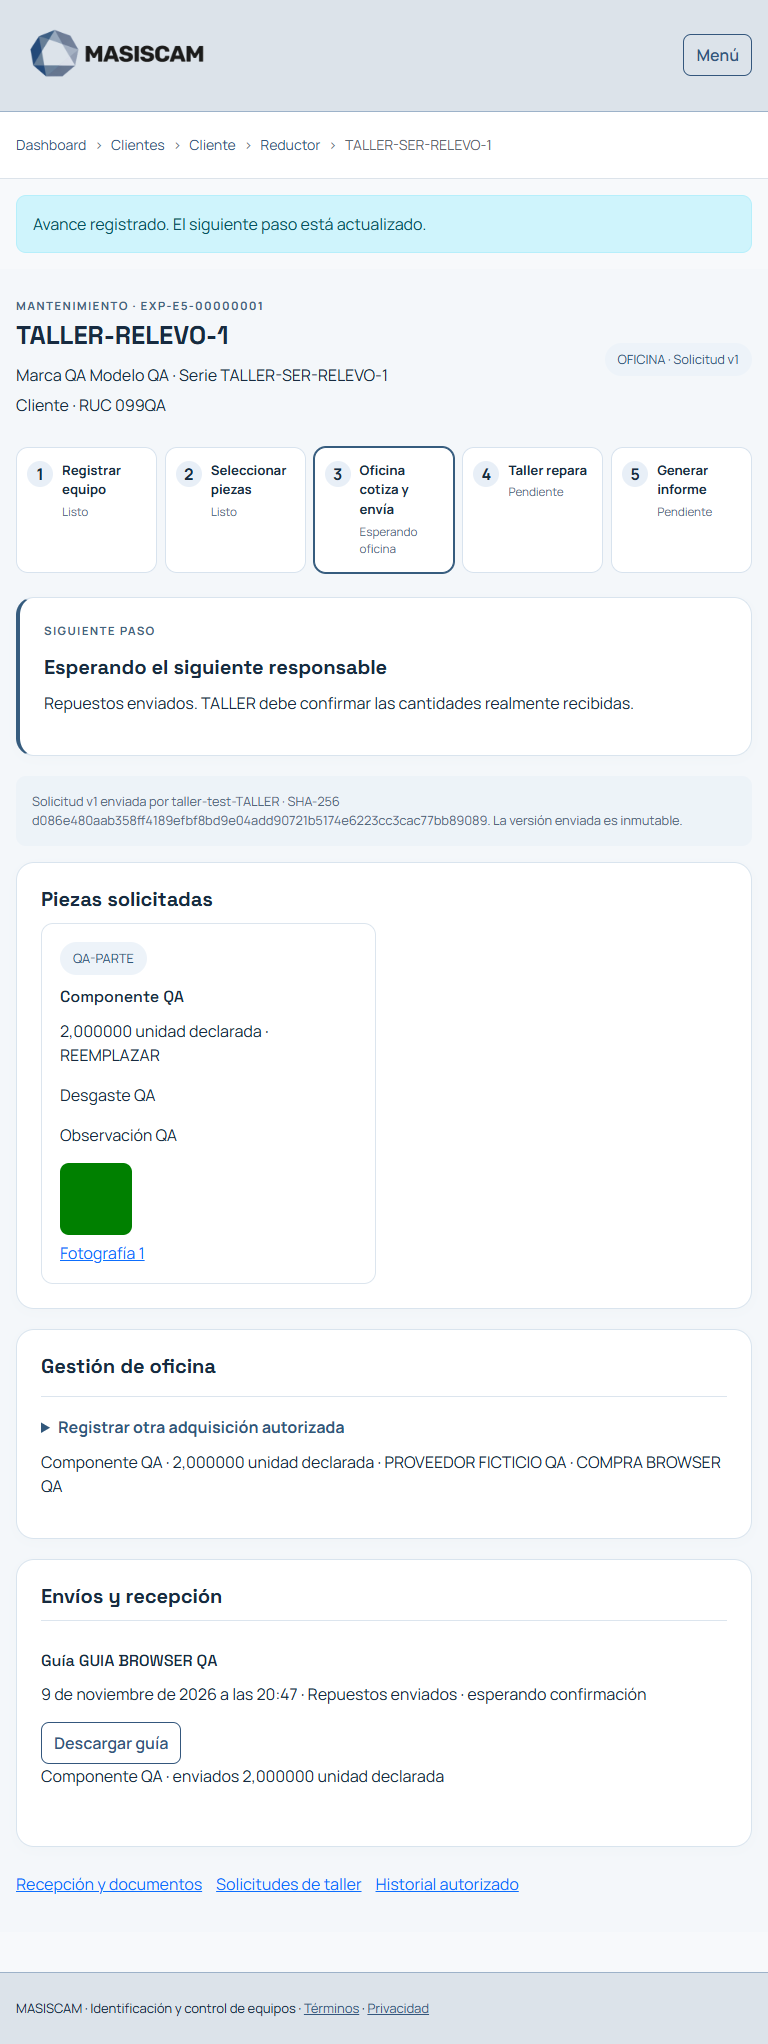 MASISCAM
Menú
Dashboard › Clientes › Cliente › Reductor › TALLER-SER-RELEVO-1
Avance registrado. El siguiente paso está actualizado.
MANTENIMIENTO · EXP-E5-00000001
TALLER-RELEVO-1
Marca QA Modelo QA · Serie TALLER-SER-RELEVO-1
Cliente · RUC 099QA
OFICINA · Solicitud v1
1
Registrar
equipo
Listo
2
Seleccionar
piezas
Listo
3
Oficina
cotiza y
envía
Esperando
oficina
4
Taller repara
Pendiente
5
Generar
informe
Pendiente
SIGUIENTE PASO
Esperando el siguiente responsable
Repuestos enviados. TALLER debe confirmar las cantidades realmente recibidas.
Solicitud v1 enviada por taller-test-TALLER · SHA-256
d086e480aab358ff4189efbf8bd9e04add90721b5174e6223cc3cac77bb89089. La versión enviada es inmutable.
Piezas solicitadas
QA-PARTE
Componente QA
2,000000 unidad declarada ·
REEMPLAZAR
Desgaste QA
Observación QA
Fotografía 1
Gestión de oficina
Registrar otra adquisición autorizada
Componente QA · 2,000000 unidad declarada · PROVEEDOR FICTICIO QA · COMPRA BROWSER
QA
Envíos y recepción
Guía GUIA BROWSER QA
9 de noviembre de 2026 a las 20:47 · Repuestos enviados · esperando confirmación
Descargar guía
Componente QA · enviados 2,000000 unidad declarada
Recepción y documentos Solicitudes de taller Historial autorizado
MASISCAM · Identificación y control de equipos · Términos · Privacidad